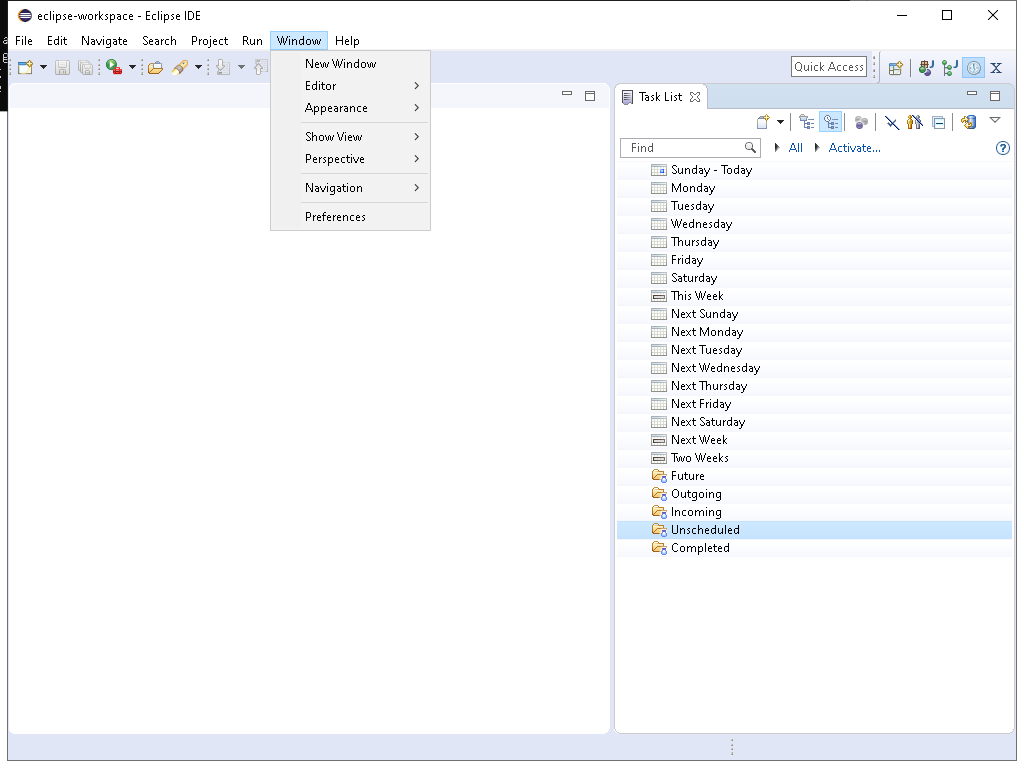 eclipse-workspace - Eclipse IDE
File Edit Navigate Search Project Run Window Help
New Window
Editor
Appearance
Show View
Perspective
Navigation
Preferences
Quick Access
Task List
Find All Activate...
Sunday - Today
Monday
Tuesday
Wednesday
Thursday
Friday
Saturday
This Week
Next Sunday
Next Monday
Next Tuesday
Next Wednesday
Next Thursday
Next Friday
Next Saturday
Next Week
Two Weeks
Future
Outgoing
Incoming
Unscheduled
Completed